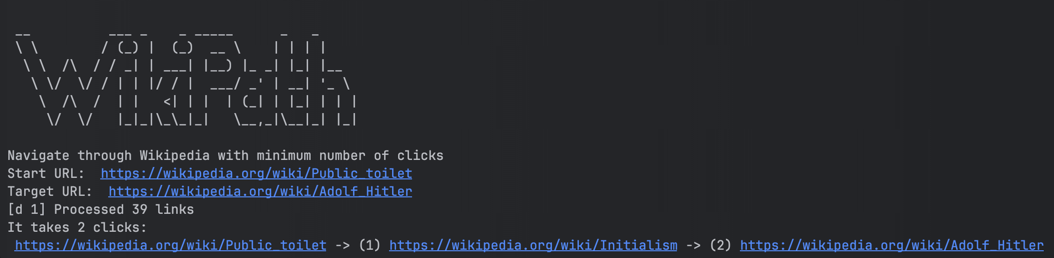 WikiPath
Navigate through Wikipedia with minimum number of clicks
Start URL:  https://wikipedia.org/wiki/Public_toilet
Target URL:  https://wikipedia.org/wiki/Adolf_Hitler
[d 1] Processed 39 links
It takes 2 clicks:
https://wikipedia.org/wiki/Public_toilet -> (1) https://wikipedia.org/wiki/Initialism -> (2) https://wikipedia.org/wiki/Adolf_Hitler